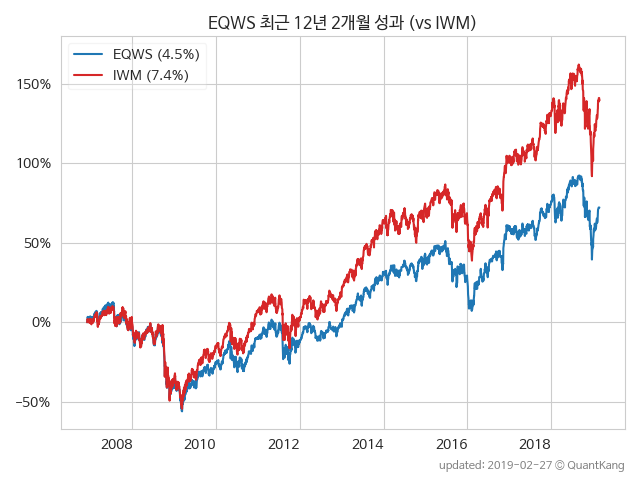 EQWS 최근 12년 2개월 성과 (vs IWM)
EQWS (4.5%)
IWM (7.4%)
150%
100%
50%
0%
−50%
2008 2010 2012 2014 2016 2018
updated: 2019-02-27 © QuantKang